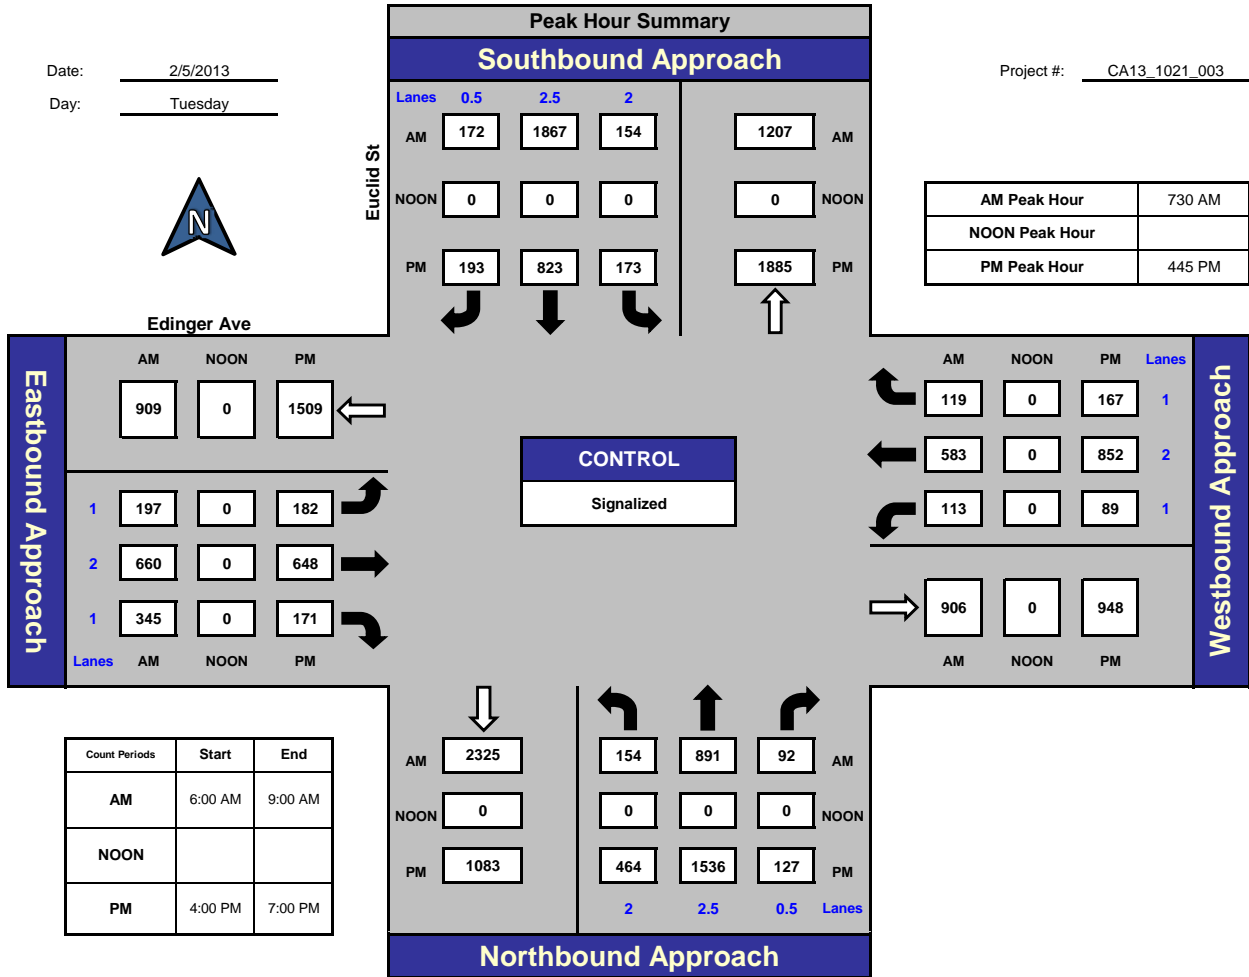 Peak Hour Summary
Southbound Approach
Date: 2/5/2013
Project #: CA13_1021_003
Day: Tuesday
Lanes 0.5 2.5 2
AM 172 1867 154 1207 AM
Euclid St
N
NOON 0 0 0 0 NOON
AM Peak Hour 730 AM
NOON Peak Hour
PM Peak Hour 445 PM
PM 193 823 173 1885 PM
Edinger Ave
Eastbound Approach
AM NOON PM
909 0 1509
1 197 0 182
2 660 0 648
1 345 0 171
Lanes AM NOON PM
CONTROL
Signalized
AM NOON PM Lanes
119 0 167 1
583 0 852 2
113 0 89 1
906 0 948
AM NOON PM
Westbound Approach
Count Periods Start End
AM 6:00 AM 9:00 AM
NOON
PM 4:00 PM 7:00 PM
AM 2325 154 891 92 AM
NOON 0 0 0 0 NOON
PM 1083 464 1536 127 PM
2 2.5 0.5 Lanes
Northbound Approach